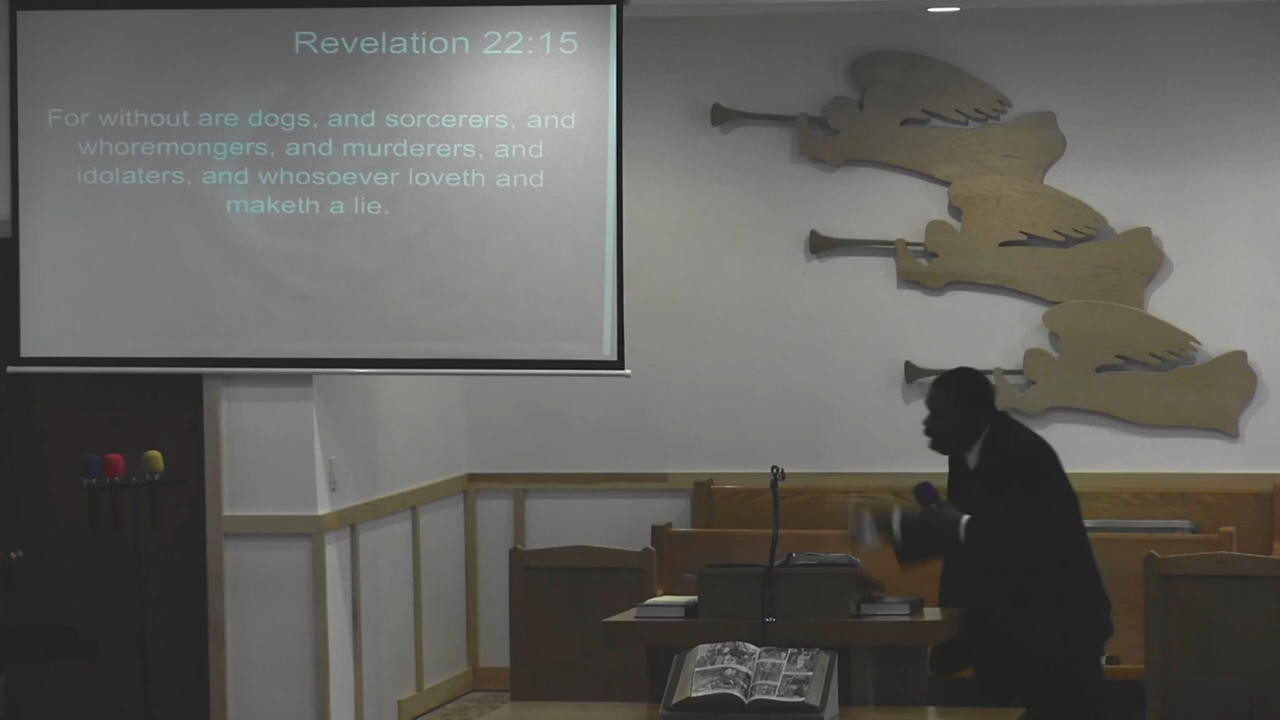 Revelation 22:15
For without are dogs, and sorcerers, and
whoremongers, and murderers, and
idolaters, and whosoever loveth and
maketh a lie.